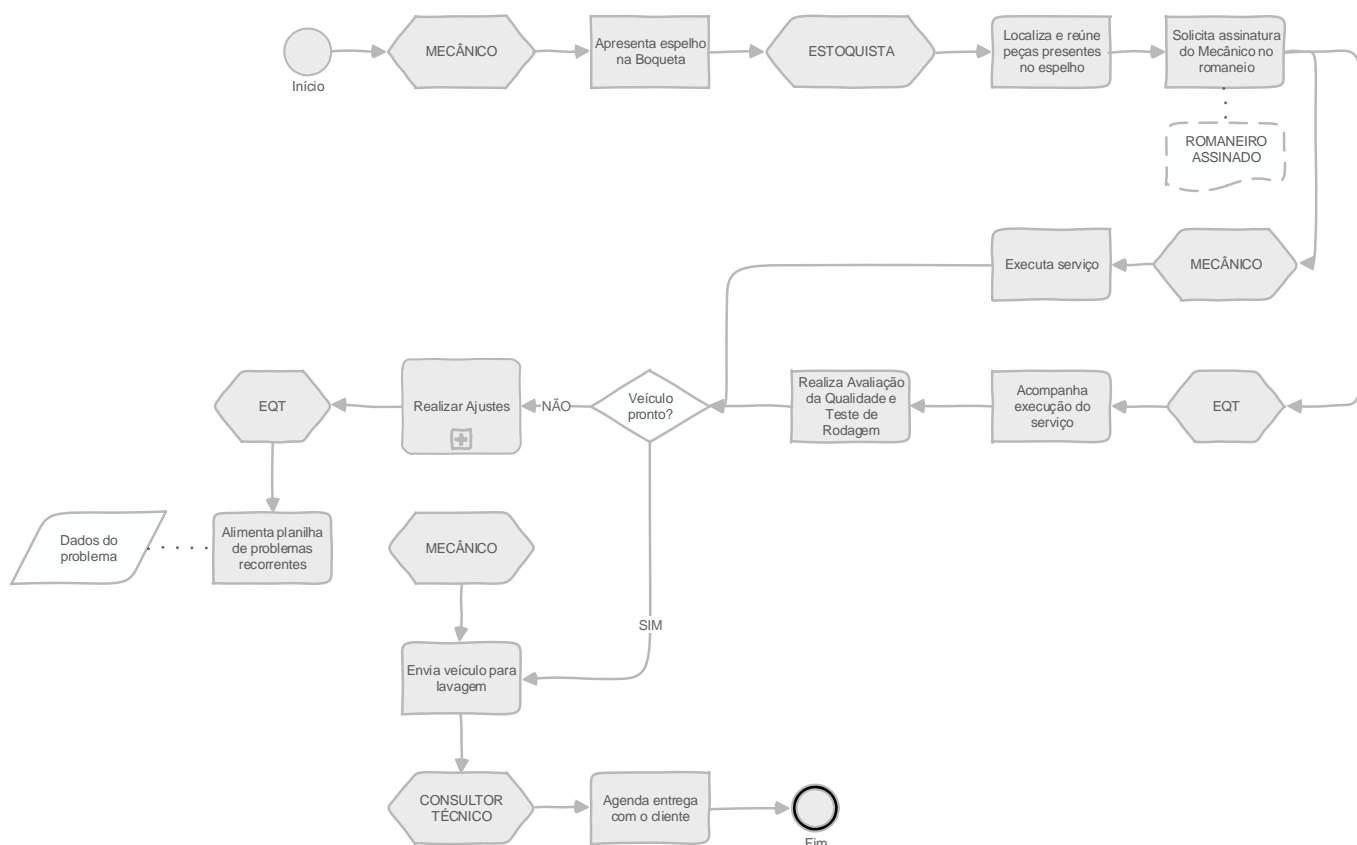 Início
MECÂNICO
Apresenta espelho
na Boqueta
ESTOQUISTA
Localiza e reúne
peças presentes
no espelho
Solicita assinatura
do Mecânico no
romaneio
ROMANEIRO
ASSINADO
MECÂNICO
Executa serviço
EQT
Acompanha
execução do
serviço
Realiza Avaliação
da Qualidade e
Teste de
Rodagem
Veículo
pronto?
NÃO
Realizar Ajustes
EQT
Alimenta planilha
de problemas
recorrentes
Dados do
problema
SIM
MECÂNICO
Envia veículo para
lavagem
CONSULTOR
TÉCNICO
Agenda entrega
com o cliente
Fim